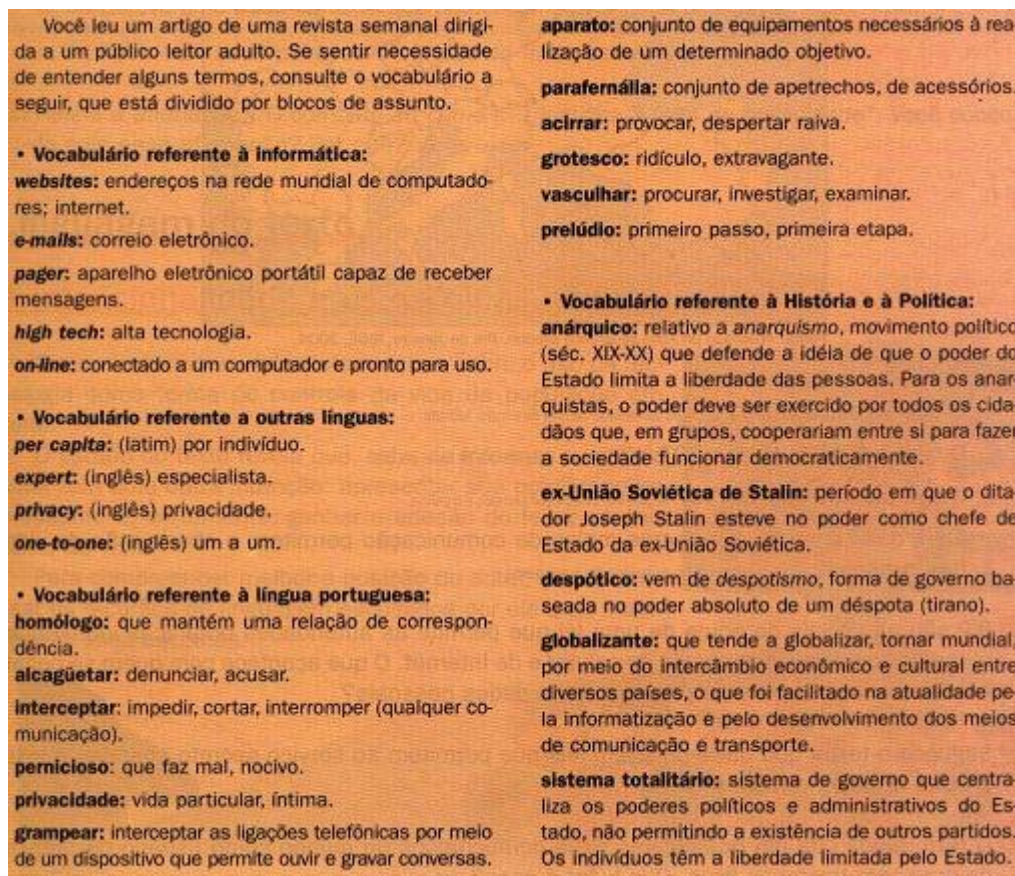 Você leu um artigo de uma revista semanal dirigi-
da a um público leitor adulto. Se sentir necessidade
de entender alguns termos, consulte o vocabulário a
seguir, que está dividido por blocos de assunto.
• Vocabulário referente à informática:
websites: endereços na rede mundial de computado-
res; internet.
e-mails: correio eletrônico.
pager: aparelho eletrônico portátil capaz de receber
mensagens.
high tech: alta tecnologia.
on-line: conectado a um computador e pronto para uso.
• Vocabulário referente a outras línguas:
per capita: (latim) por indivíduo.
expert: (inglês) especialista.
privacy: (inglês) privacidade.
one-to-one: (inglês) um a um.
• Vocabulário referente à língua portuguesa:
homólogo: que mantém uma relação de correspon-
dência.
alcagüetar: denunciar, acusar.
interceptar: impedir, cortar, interromper (qualquer co-
municação).
pernicioso: que faz mal, nocivo.
privacidade: vida particular, íntima.
grampear: interceptar as ligações telefônicas por meio
de um dispositivo que permite ouvir e gravar conversas.
aparato: conjunto de equipamentos necessários à rea
lização de um determinado objetivo.
parafernália: conjunto de apetrechos, de acessórios.
acirrar: provocar, despertar raiva.
grotesco: ridículo, extravagante.
vasculhar: procurar, investigar, examinar.
prelúdio: primeiro passo, primeira etapa.
• Vocabulário referente à História e à Política:
anárquico: relativo a anarquismo, movimento político
(séc. XIX-XX) que defende a idéia de que o poder do
Estado limita a liberdade das pessoas. Para os anar
quistas, o poder deve ser exercido por todos os cida
dãos que, em grupos, cooperariam entre si para fazer
a sociedade funcionar democraticamente.
ex-União Soviética de Stalin: período em que o dita
dor Joseph Stalin esteve no poder como chefe de
Estado da ex-União Soviética.
despótico: vem de despotismo, forma de governo ba
seada no poder absoluto de um déspota (tirano).
globalizante: que tende a globalizar, tornar mundial,
por meio do intercâmbio econômico e cultural entre
diversos países, o que foi facilitado na atualidade pe
la informatização e pelo desenvolvimento dos meios
de comunicação e transporte.
sistema totalitário: sistema de governo que centra
liza os poderes políticos e administrativos do Es
tado, não permitindo a existência de outros partidos.
Os indivíduos têm a liberdade limitada pelo Estado.